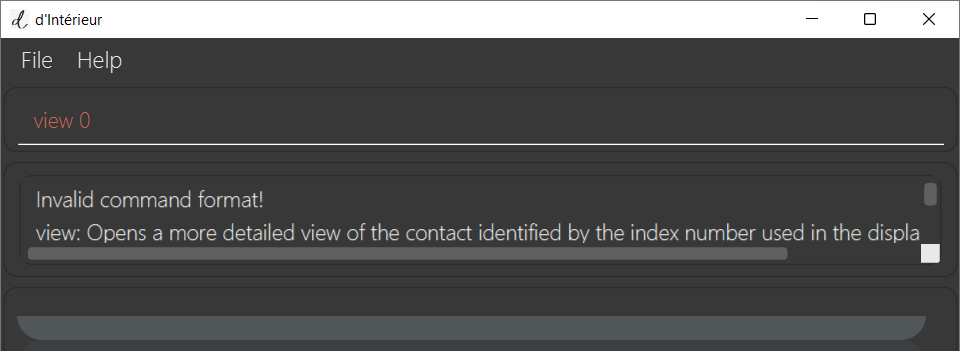 d d'Intérieur
File Help
view 0
Invalid command format!
view: Opens a more detailed view of the contact identified by the index number used in the displa